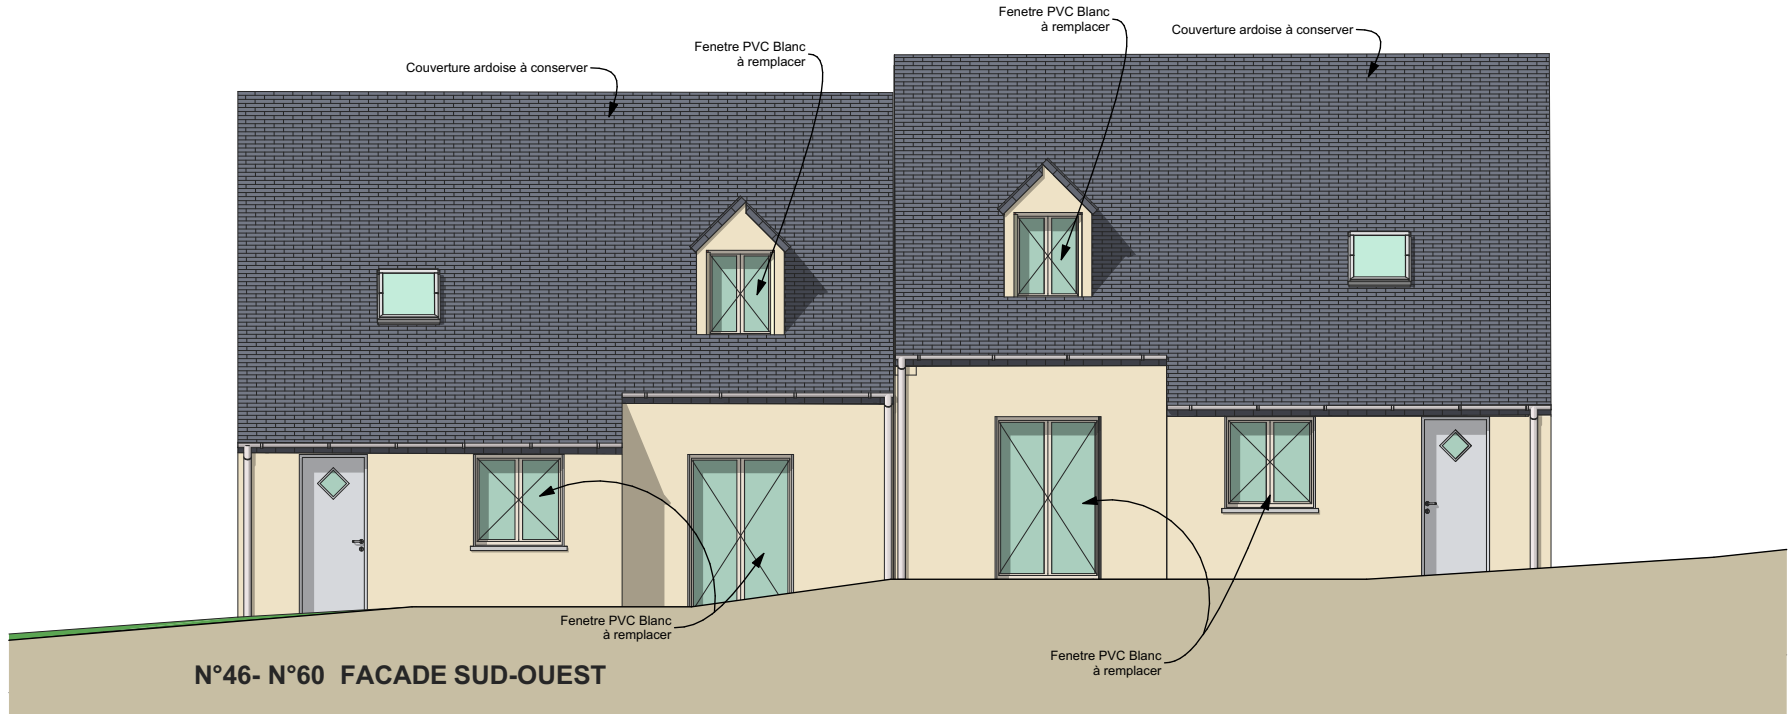 Fenetre PVC Blanc
à remplacer
Couverture ardoise à conserver
Fenetre PVC Blanc
à remplacer
Couverture ardoise à conserver
Fenetre PVC Blanc
à remplacer
Fenetre PVC Blanc
à remplacer
N°46- N°60 FACADE SUD-OUEST